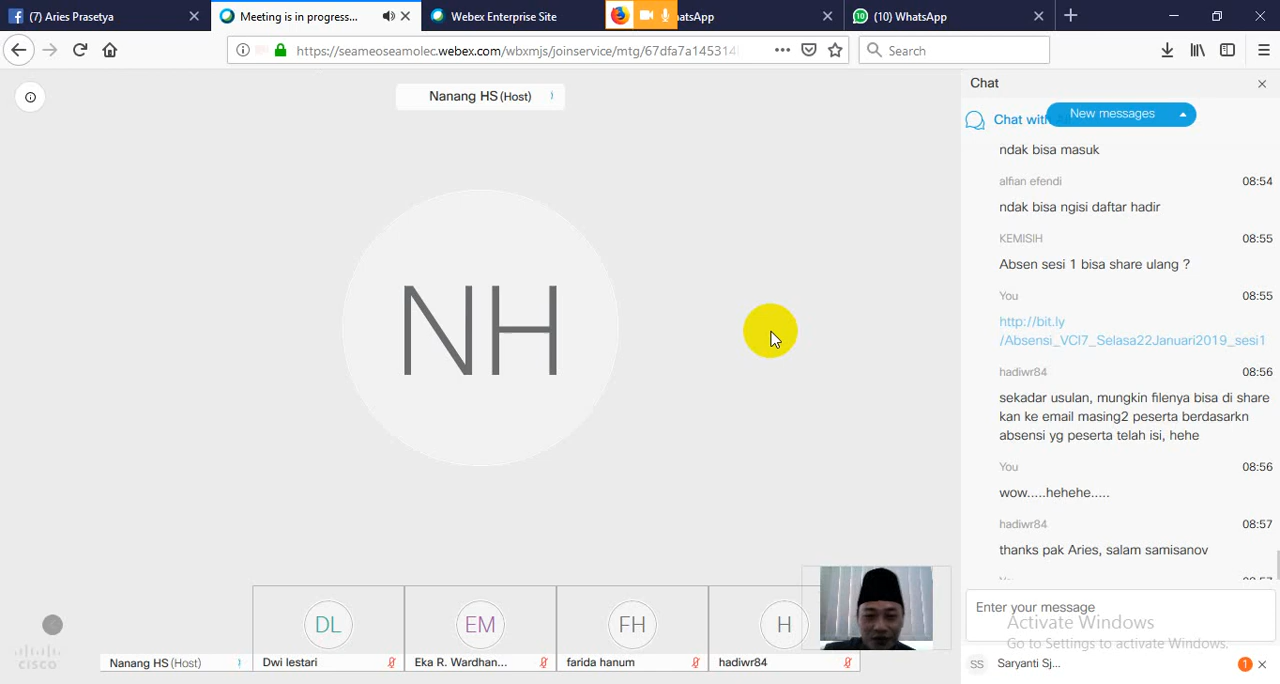 (7) Aries Prasetya
Meeting is in progress...
Webex Enterprise Site
atsApp
(10) WhatsApp
https://seameoseamolec.webex.com/wbxmjs/joinservice/mtg/67dfa7a145314
Search
Nanang HS (Host)
NH
Chat
Chat with
New messages
ndak bisa masuk
alfian efendi 08:54
ndak bisa ngisi daftar hadir
KEMISIH 08:55
Absen sesi 1 bisa share ulang ?
You 08:55
http://bit.ly
/Absensi_VCI7_Selasa22Januari2019_sesi1
hadiwr84 08:56
sekadar usulan, mungkin filenya bisa di share
kan ke email masing2 peserta berdasarkn
absensi yg peserta telah isi, hehe
You 08:56
wow.....hehehe.....
hadiwr84 08:57
thanks pak Aries, salam samisanov
Enter your message
Activate Windows
Go to Settings to activate Windows.
Saryanti Sj...
1
SS
DL
EM
FH
H
Nanang HS (Host)
Dwi lestari
Eka R. Wardhan...
farida hanum
hadiwr84
cisco